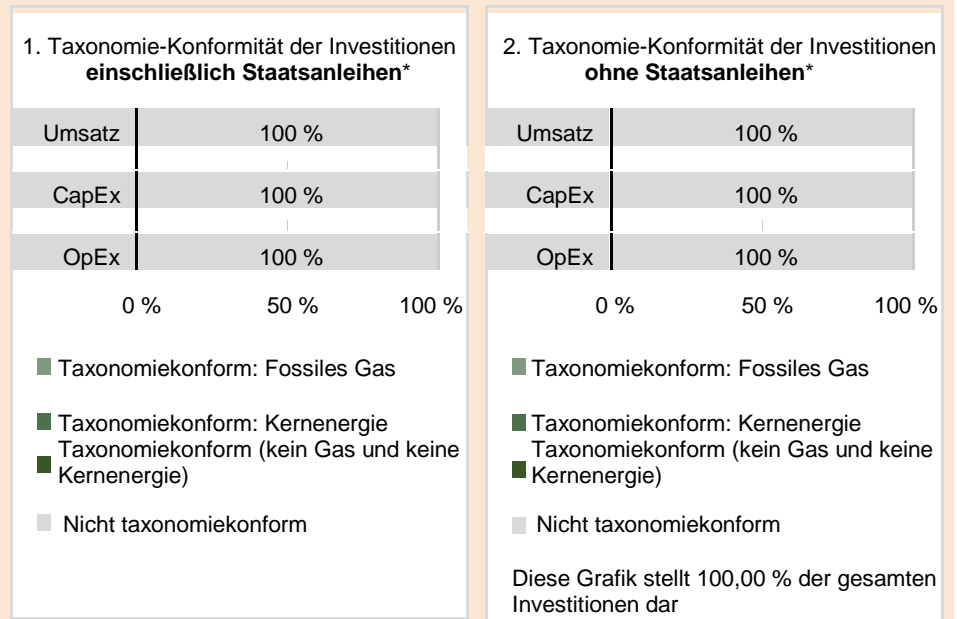 1. Taxonomie-Konformität der Investitionen
einschließlich Staatsanleihen*
Umsatz 100 %
CapEx 100 %
OpEx 100 %
0 % 50 % 100 %
Taxonomiekonform: Fossiles Gas
Taxonomiekonform: Kernenergie
Taxonomiekonform (kein Gas und keine
Kernenergie)
Nicht taxonomiekonform
2. Taxonomie-Konformität der Investitionen
ohne Staatsanleihen*
Umsatz 100 %
CapEx 100 %
OpEx 100 %
0 % 50 % 100 %
Taxonomiekonform: Fossiles Gas
Taxonomiekonform: Kernenergie
Taxonomiekonform (kein Gas und keine
Kernenergie)
Nicht taxonomiekonform
Diese Grafik stellt 100,00 % der gesamten
Investitionen dar